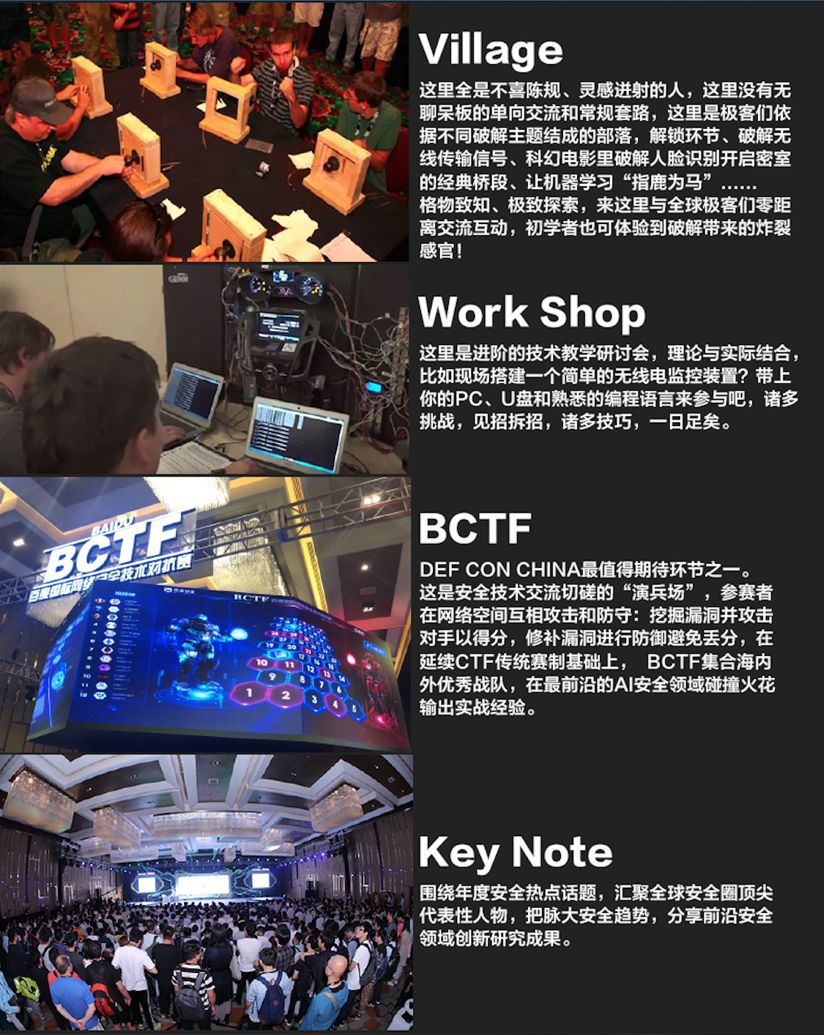 Village
这里全是不喜陈规、灵感迸射的人，这里没有无
聊呆板的单向交流和常规套路，这里是极客们依
据不同破解主题结成的部落，解锁环节、破解无
线传输信号、科幻电影里破解人脸识别开启密室
的经典桥段、让机器学习“指鹿为马”……
格物致知、极致探索，来这里与全球极客们零距
离交流互动，初学者也可体验到破解带来的炸裂
感官！
Work Shop
这里是进阶的技术教学研讨会，理论与实际结合，
比如现场搭建一个简单的无线电监控装置？带上
你的PC、U盘和熟悉的编程语言来参与吧，诸多
挑战，见招拆招，诸多技巧，一日足矣。
BAIDU
BCTF
百度国际网络安全技术对抗赛
BCTF
11 10
9 8 7
1 2 3 4 5
BCTF
DEF CON CHINA最值得期待环节之一。
这是安全技术交流切磋的“演兵场”，参赛者
在网络空间互相攻击和防守：挖掘漏洞并攻击
对手以得分，修补漏洞进行防御避免丢分，在
延续CTF传统赛制基础上， BCTF集合海内
外优秀战队，在最前沿的AI安全领域碰撞火花
输出实战经验。
Key Note
围绕年度安全热点话题，汇聚全球安全圈顶尖
代表性人物，把脉大安全趋势，分享前沿安全
领域创新研究成果。